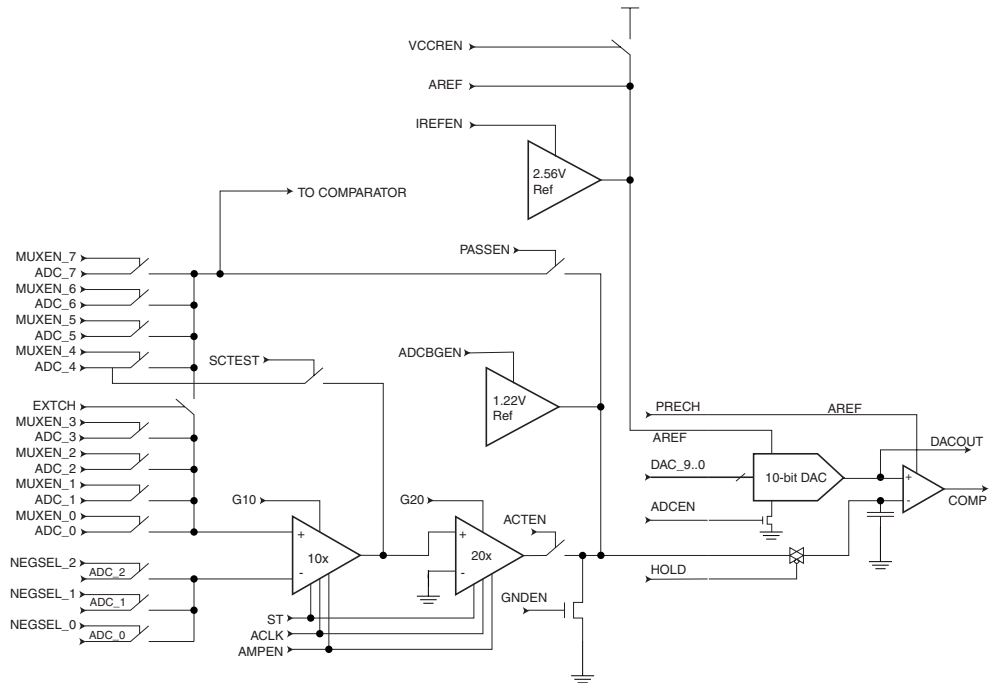 VCCREN
AREF
IREFEN
2.56V
Ref
TO COMPARATOR
PASSEN
MUXEN_7
ADC_7
MUXEN_6
ADC_6
MUXEN_5
ADC_5
MUXEN_4
ADC_4
SCTEST
ADCBGEN
1.22V
Ref
EXTCH
MUXEN_3
ADC_3
MUXEN_2
ADC_2
MUXEN_1
ADC_1
MUXEN_0
ADC_0
PRECH
AREF
AREF
DACOUT
DAC_9..0
10-bit DAC
+
-
COMP
ADCEN
G10
G20
ACTEN
+
10x
-
+
20x
-
NEGSEL_2
ADC_2
NEGSEL_1
ADC_1
NEGSEL_0
ADC_0
HOLD
GNDEN
ST
ACLK
AMPEN